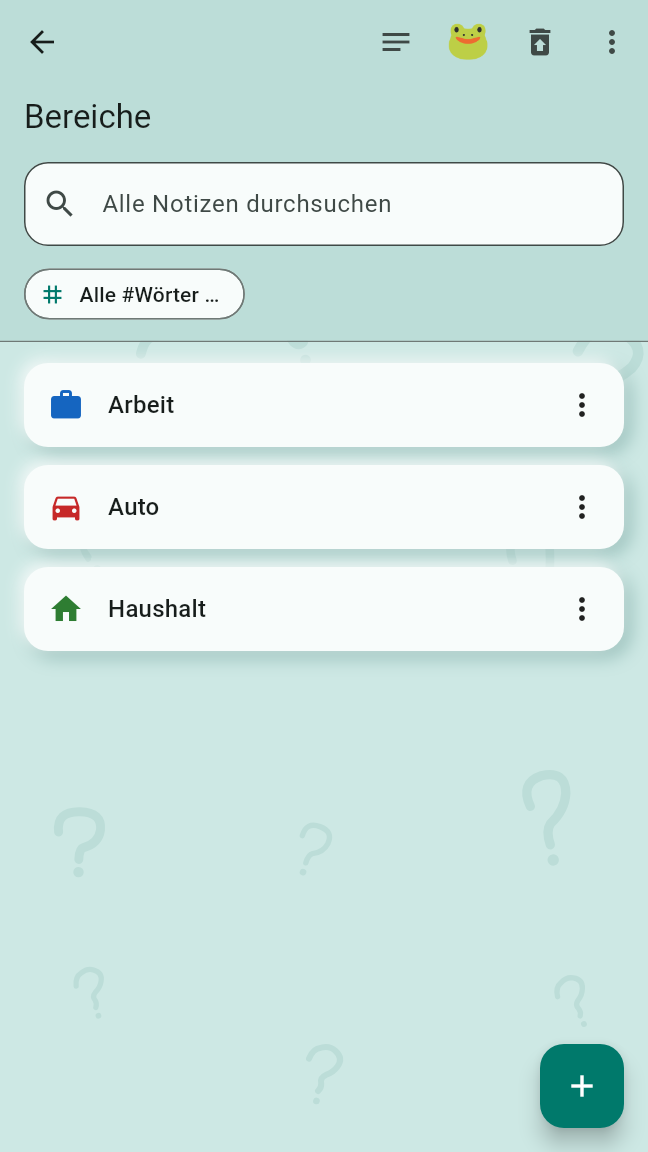 Bereiche
Alle Notizen durchsuchen
Alle #Wörter ...
Arbeit
Auto
Haushalt